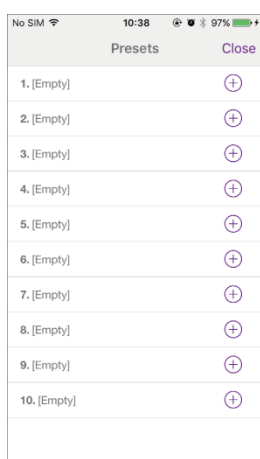 No SIM 10:38 97%
Presets Close
1. [Empty]
2. [Empty]
3. [Empty]
4. [Empty]
5. [Empty]
6. [Empty]
7. [Empty]
8. [Empty]
9. [Empty]
10. [Empty]